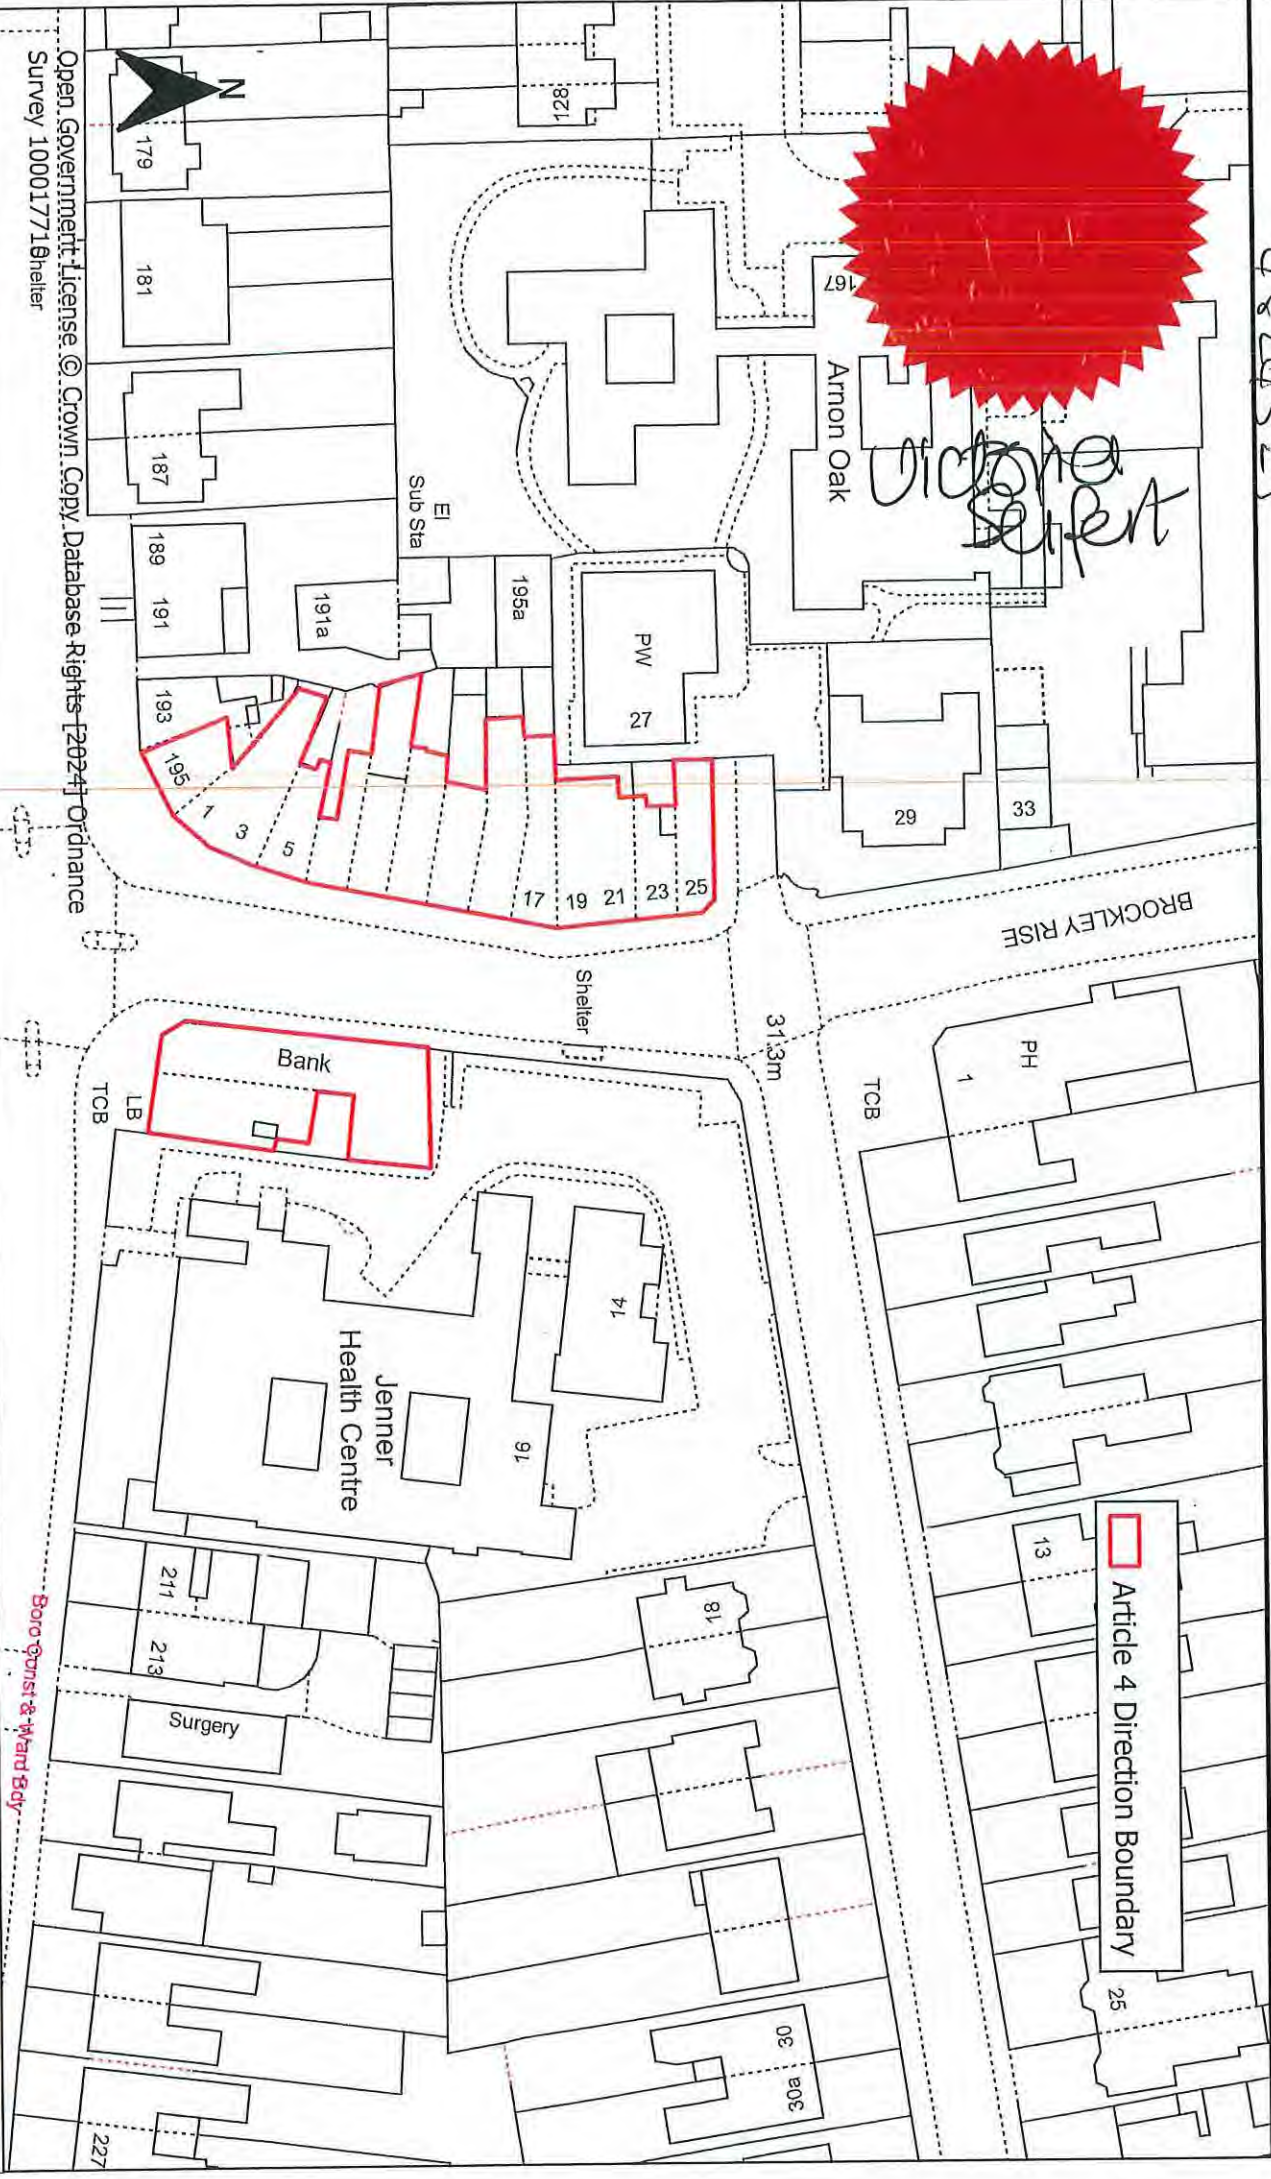 Article 4 Direction Boundary
Victoria
Seifert
BROCKLEY RISE
Arnon Oak
167
128
N
179
181
187
189
191
191a
193
195
195a
El
Sub Sta
PW
27
29
33
1
3
5
17
19
21
23
25
Shelter
31.3m
PH
1
TCB
Bank
LB
TCB
14
16
Jenner
Health Centre
13
18
25
211
213
Surgery
30
30a
227
Boro Const & Ward Bdy
Open Government License © Crown Copy Database Rights [2024] Ordnance
Survey 100017710
helter